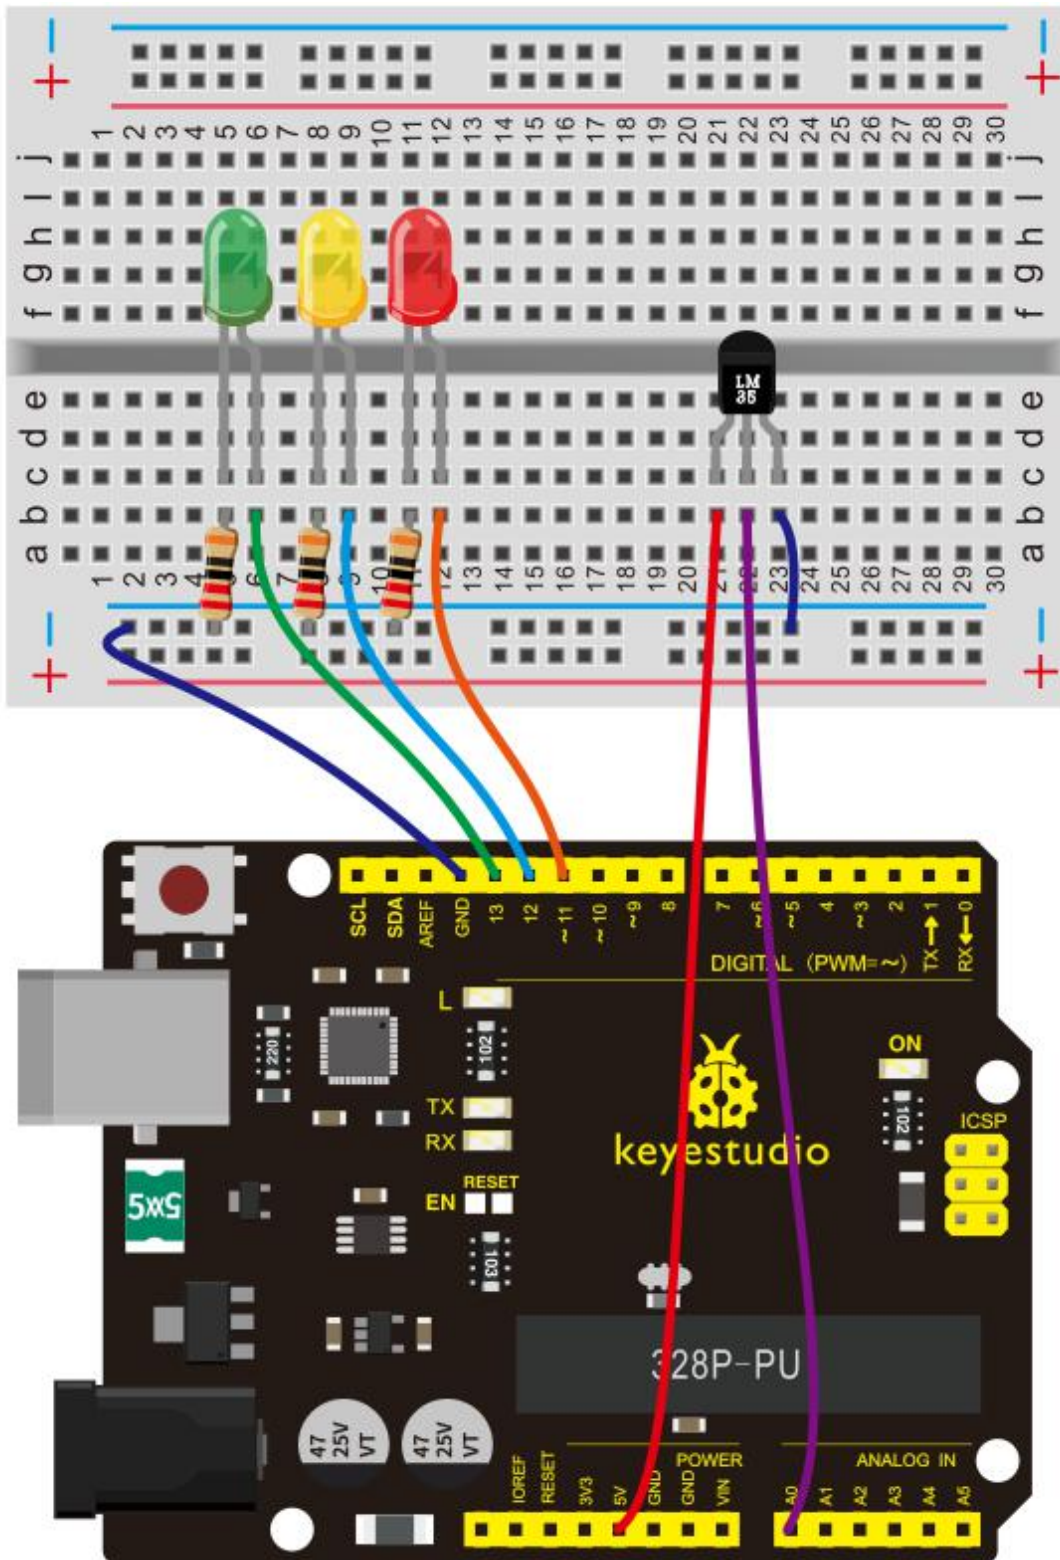 − −
+ +
1 2 3 4 5 6 7 8 9 10 11 12 13 14 15 16 17 18 19 20 21 22 23 24 25 26 27 28 29 30
j j
I I
h h
g g
f f
LM
35
e e
d d
c c
b b
a a
1 2 3 4 5 6 7 8 9 10 11 12 13 14 15 16 17 18 19 20 21 22 23 24 25 26 27 28 29 30
− −
+ +
SCL SDA AREF GND 13 12 ~11 ~10 ~9 8 7 ~6 ~5 4 ~3 2 TX→1 RX←0
DIGITAL (PWM=~)
L
220
102
ON
102
TX
RX
ICSP
keyestudio
RESET
EN
5W5
103
328P-PU
47 25V VT
47 25V VT
POWER
ANALOG IN
IOREF RESET 3V3 5V GND GND VIN A0 A1 A2 A3 A4 A5